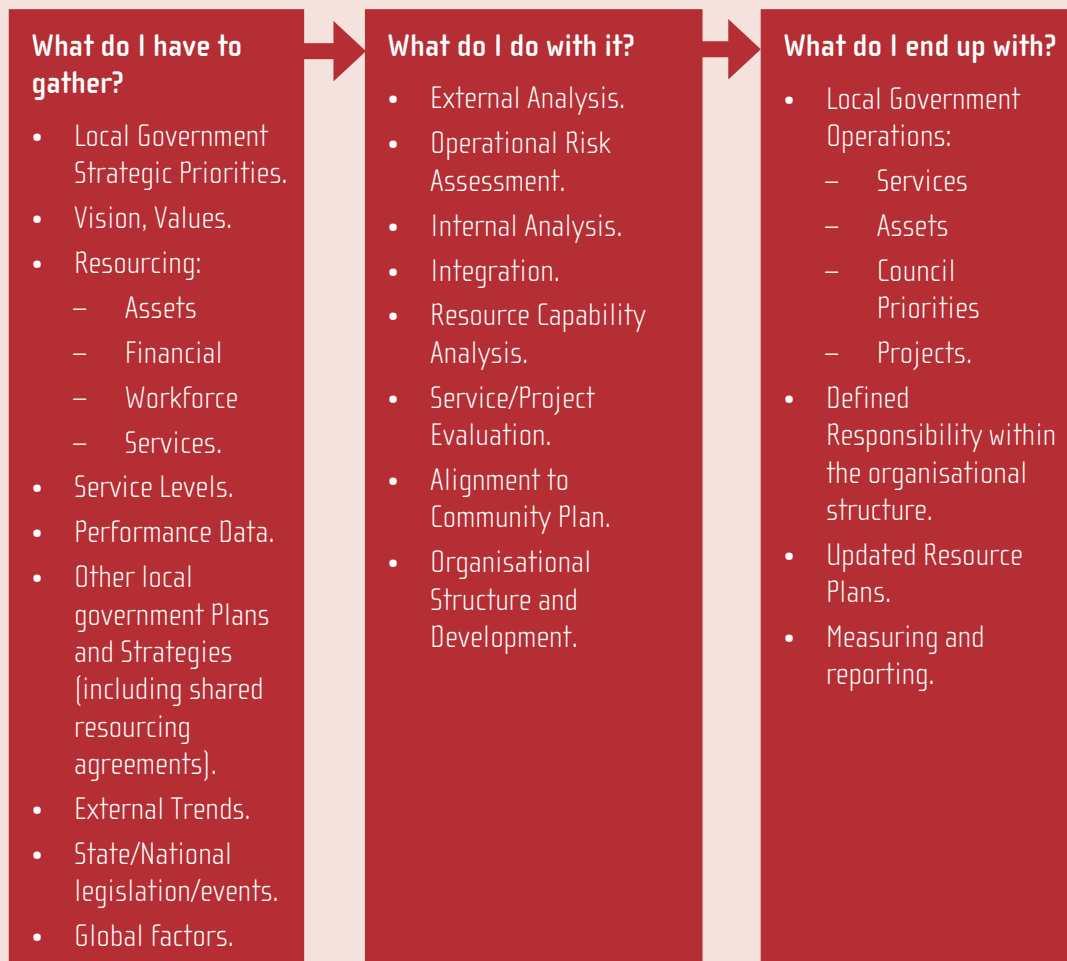 What do I have to
gather?
• Local Government
Strategic Priorities.
• Vision, Values.
• Resourcing:
– Assets
– Financial
– Workforce
– Services.
• Service Levels.
• Performance Data.
• Other local
government Plans
and Strategies
(including shared
resourcing
agreements).
• External Trends.
• State/National
legislation/events.
• Global factors.
What do I do with it?
• External Analysis.
• Operational Risk
Assessment.
• Internal Analysis.
• Integration.
• Resource Capability
Analysis.
• Service/Project
Evaluation.
• Alignment to
Community Plan.
• Organisational
Structure and
Development.
What do I end up with?
• Local Government
Operations:
– Services
– Assets
– Council
Priorities
– Projects.
• Defined
Responsibility within
the organisational
structure.
• Updated Resource
Plans.
• Measuring and
reporting.